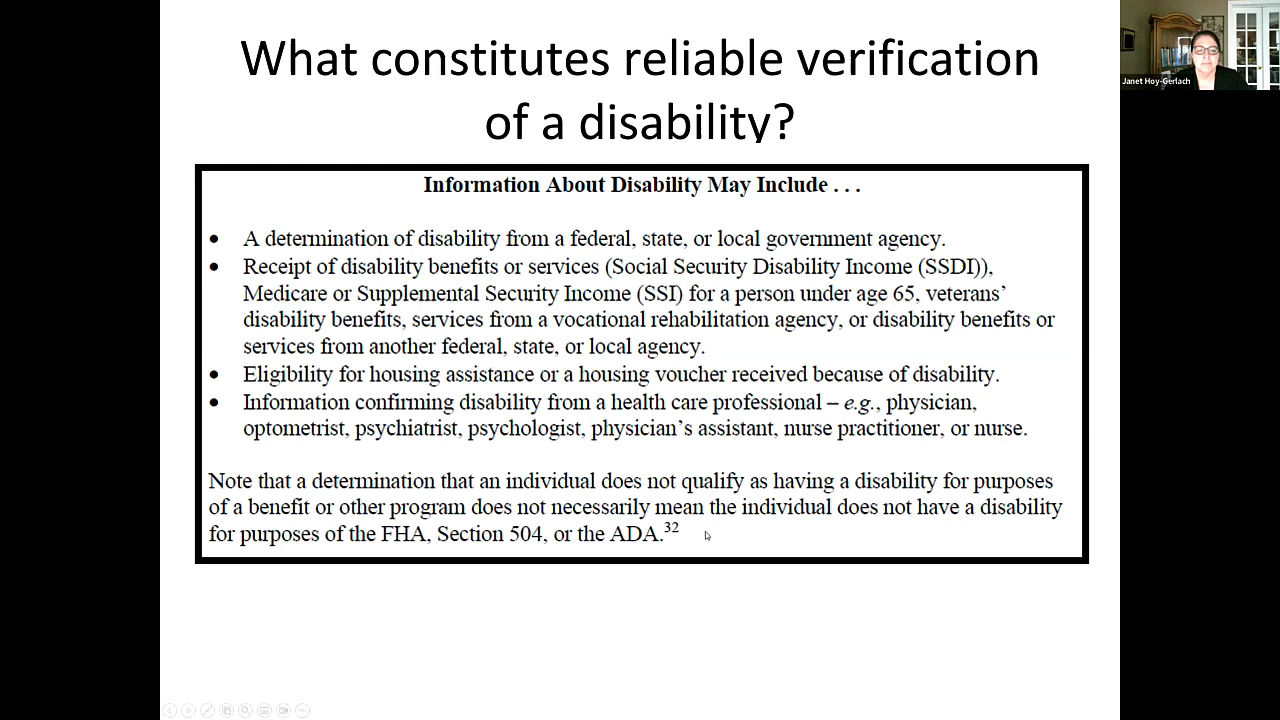 What constitutes reliable verification
of a disability?
Janet Hoy-Gerlach
Information About Disability May Include . . .
• A determination of disability from a federal, state, or local government agency.
• Receipt of disability benefits or services (Social Security Disability Income (SSDI)),
Medicare or Supplemental Security Income (SSI) for a person under age 65, veterans’
disability benefits, services from a vocational rehabilitation agency, or disability benefits or
services from another federal, state, or local agency.
• Eligibility for housing assistance or a housing voucher received because of disability.
• Information confirming disability from a health care professional – e.g., physician,
optometrist, psychiatrist, psychologist, physician’s assistant, nurse practitioner, or nurse.
Note that a determination that an individual does not qualify as having a disability for purposes
of a benefit or other program does not necessarily mean the individual does not have a disability
for purposes of the FHA, Section 504, or the ADA.32